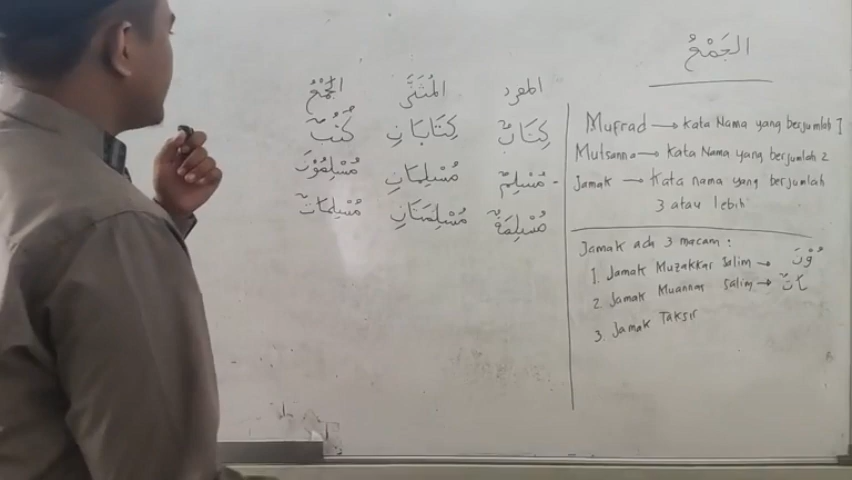 الجَمْعُ
المفرد المُثَنَّى الجَمْعُ
كِتَابٌ كِتَابَانِ كُتُبٌ
مُسْلِمٌ مُسْلِمَانِ مُسْلِمُوْنَ
مُسْلِمَةٌ مُسْلِمَتَانِ مُسْلِمَاتٌ
Mufrad → Kata Nama yang berjumlah 1
Mutsanna → Kata Nama yang berjumlah 2
Jamak → Kata nama yang berjumlah
3 atau lebih
Jamak ada 3 macam :
1. Jamak Muzakkar Salim → ُوْنَ
2. Jamak Muannas Salim → َاتٌ
3. Jamak Taksir